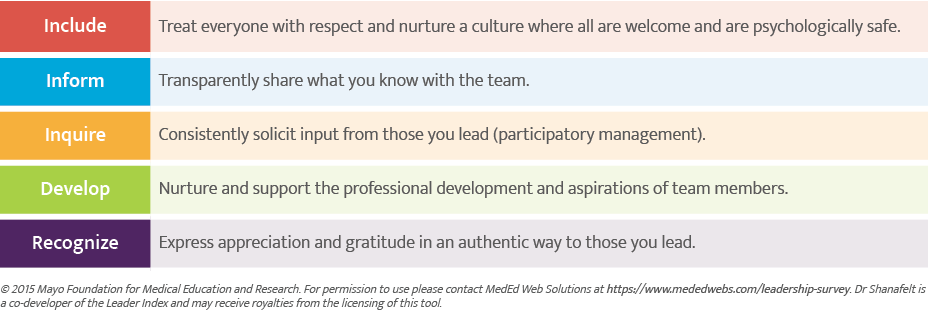 Include Treat everyone with respect and nurture a culture where all are welcome and are psychologically safe.
Inform Transparently share what you know with the team.
Inquire Consistently solicit input from those you lead (participatory management).
Develop Nurture and support the professional development and aspirations of team members.
Recognize Express appreciation and gratitude in an authentic way to those you lead.
© 2015 Mayo Foundation for Medical Education and Research. For permission to use please contact MedEd Web Solutions at https://www.mededwebs.com/leadership-survey. Dr Shanafelt is
a co-developer of the Leader Index and may receive royalties from the licensing of this tool.